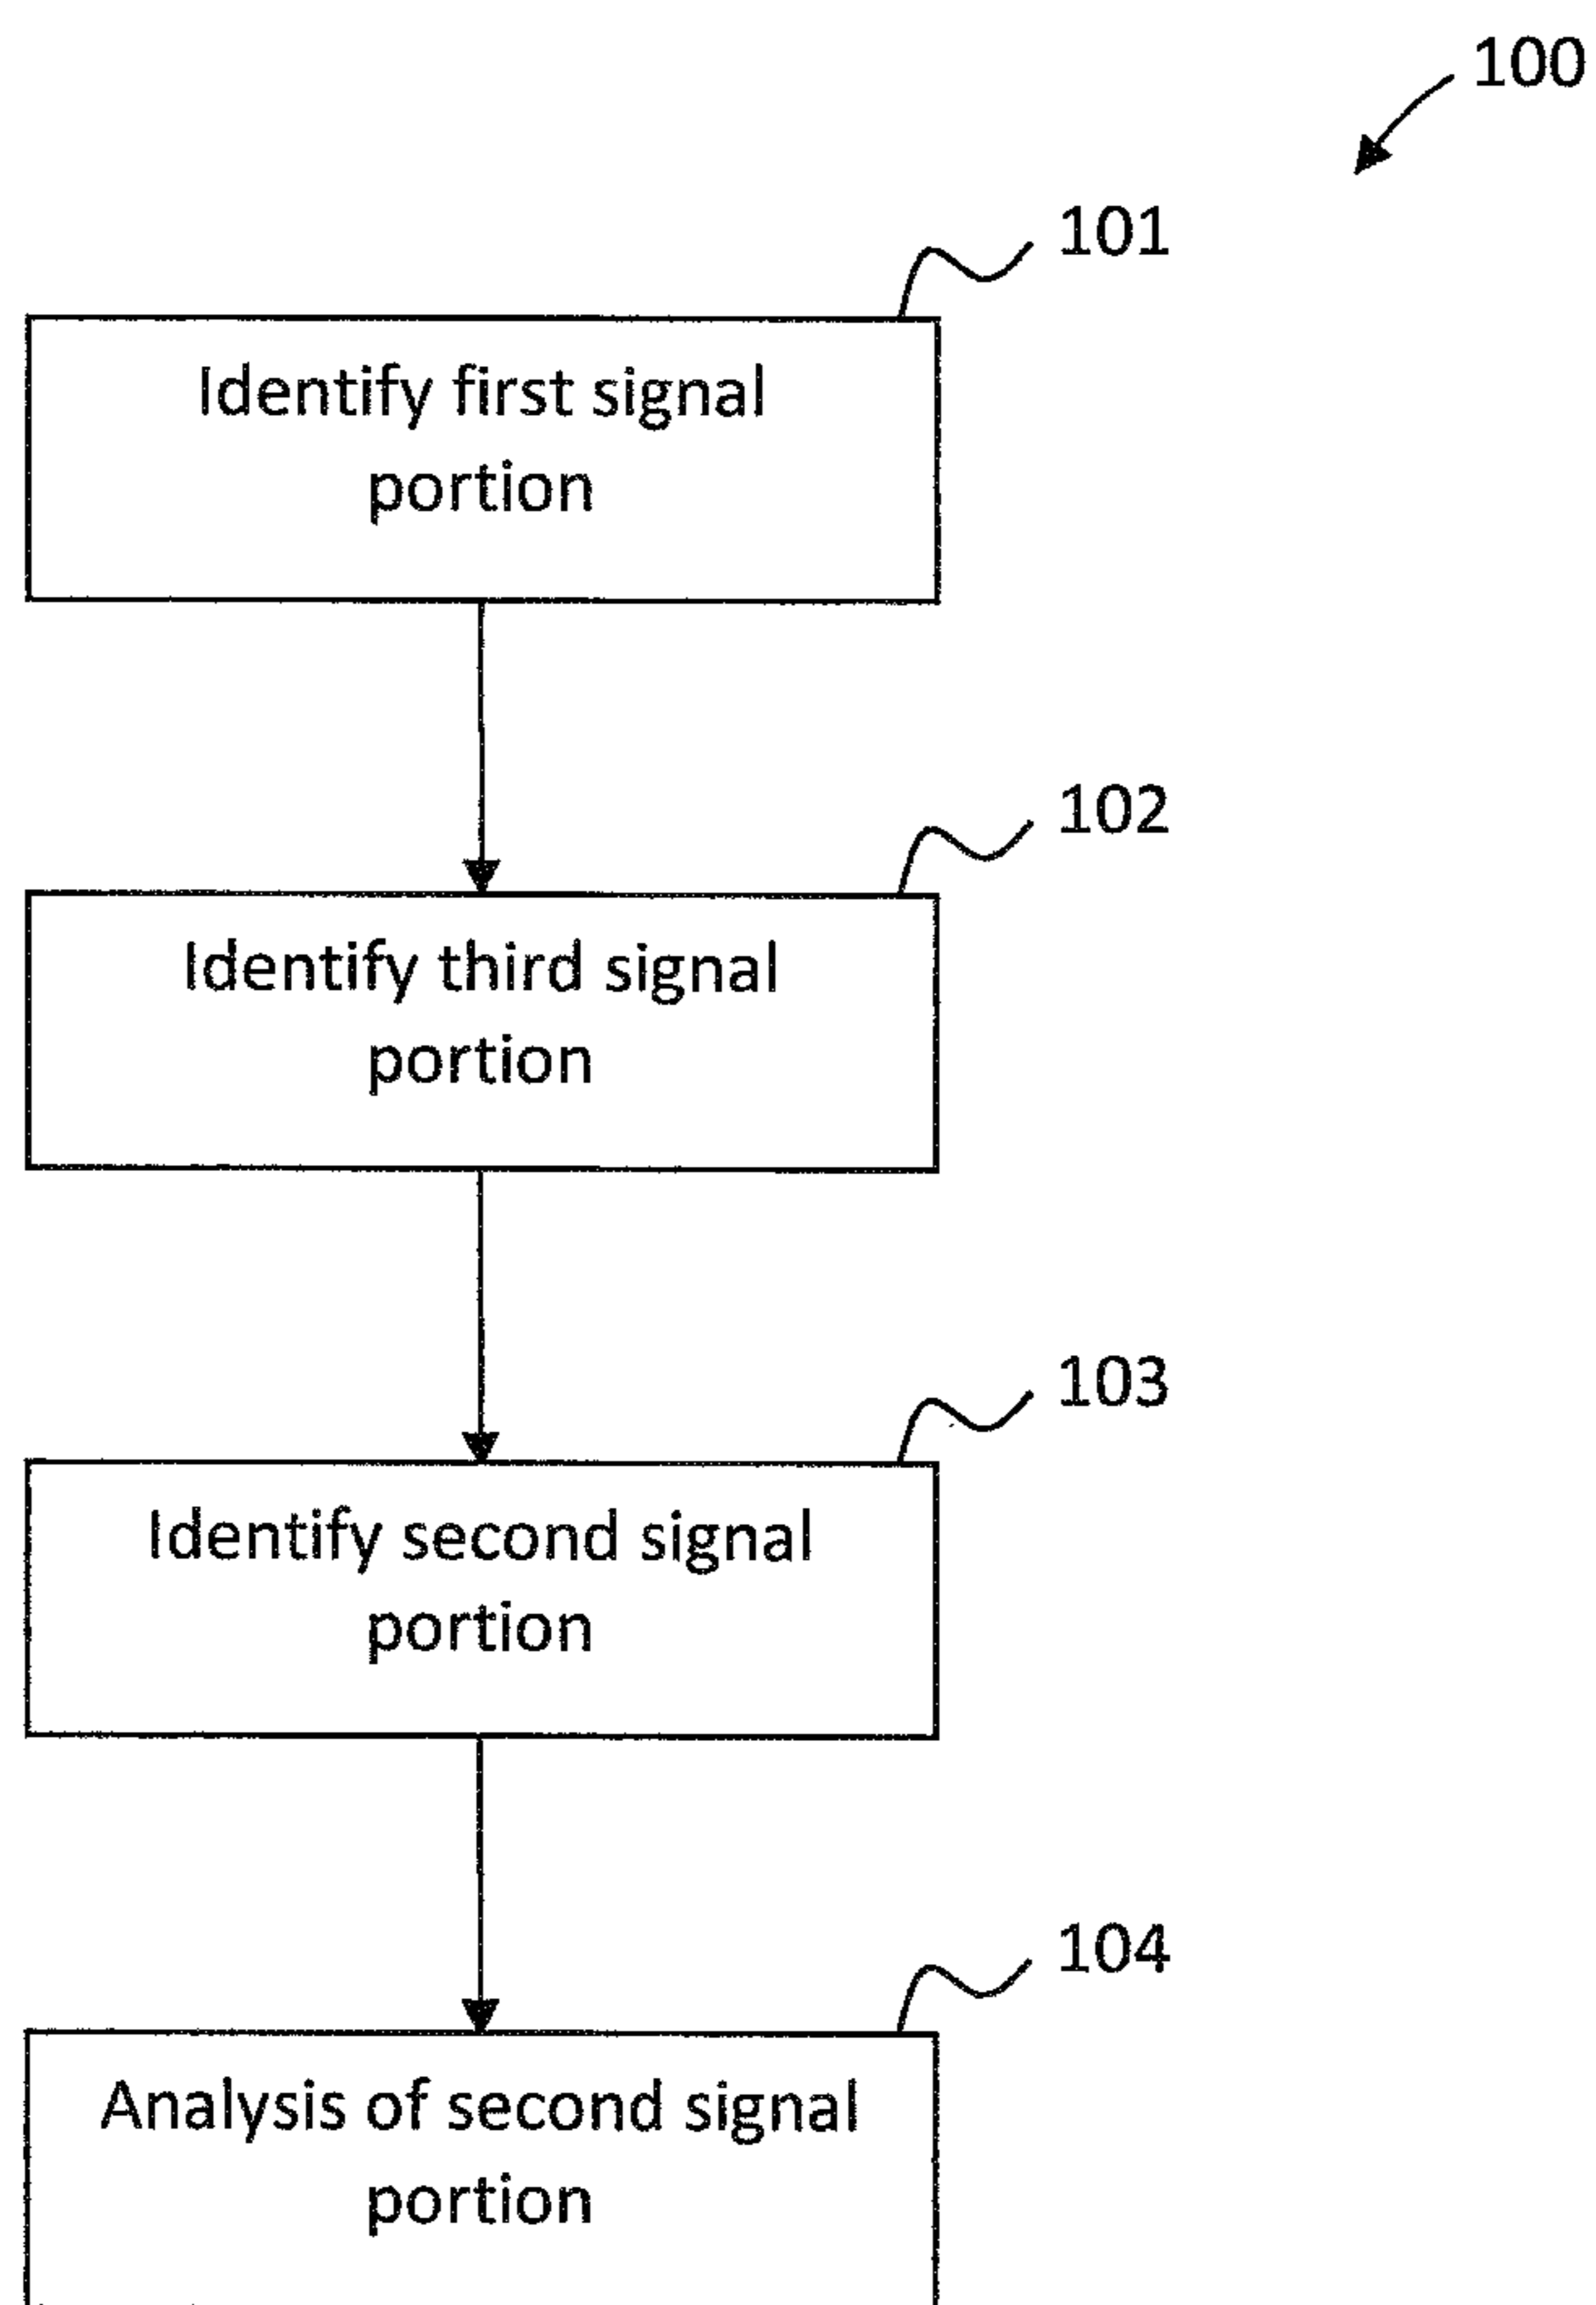 100
101
Identify first signal
portion
102
Identify third signal
portion
103
Identify second signal
portion
104
Analysis of second signal
portion